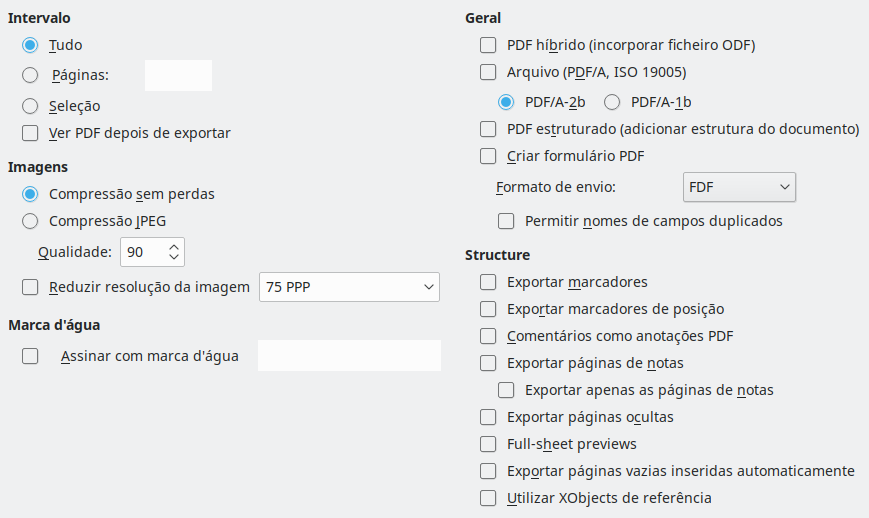 Intervalo
Tudo
Páginas:
Seleção
Ver PDF depois de exportar
Imagens
Compressão sem perdas
Compressão JPEG
Qualidade: 90
Reduzir resolução da imagem 75 PPP
Marca d'água
Assinar com marca d'água
Geral
PDF híbrido (incorporar ficheiro ODF)
Arquivo (PDF/A, ISO 19005)
PDF/A-2b PDF/A-1b
PDF estruturado (adicionar estrutura do documento)
Criar formulário PDF
Formato de envio: FDF
Permitir nomes de campos duplicados
Structure
Exportar marcadores
Exportar marcadores de posição
Comentários como anotações PDF
Exportar páginas de notas
Exportar apenas as páginas de notas
Exportar páginas ocultas
Full-sheet previews
Exportar páginas vazias inseridas automaticamente
Utilizar XObjects de referência